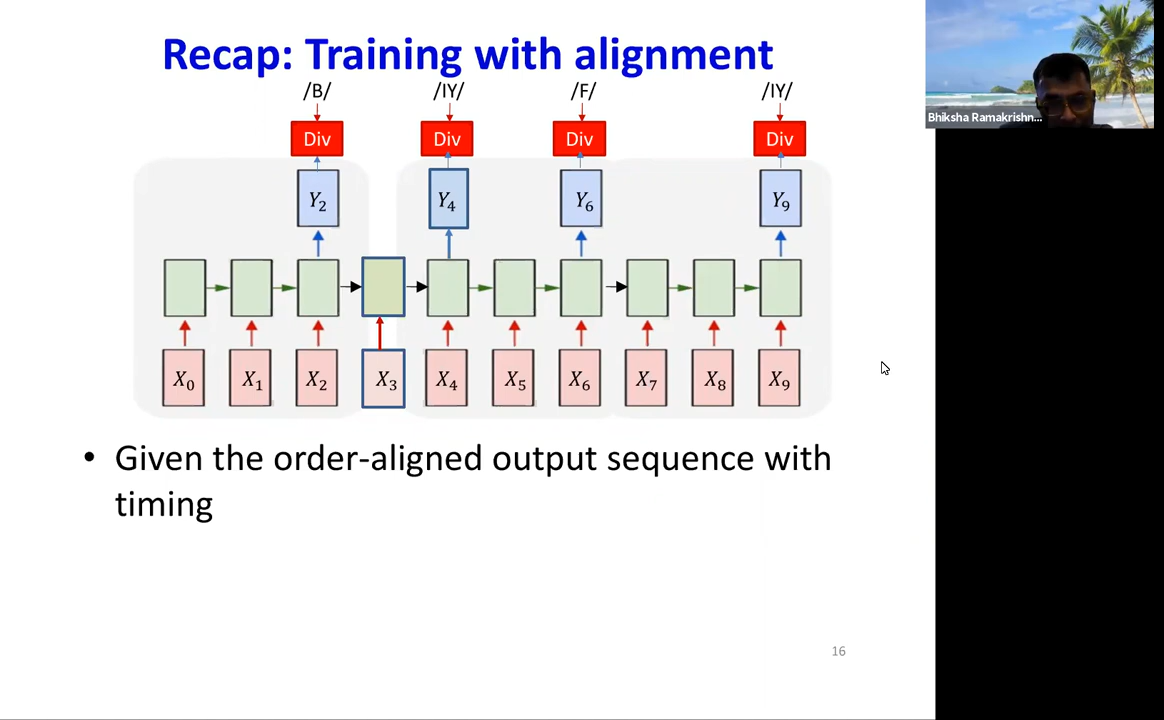 Recap: Training with alignment
/B/ /IY/ /F/ /IY/
Div Div Div Div
Y2 Y4 Y6 Y9
X0 X1 X2 X3 X4 X5 X6 X7 X8 X9
• Given the order-aligned output sequence with
timing
16
Bhiksha Ramakrishn...